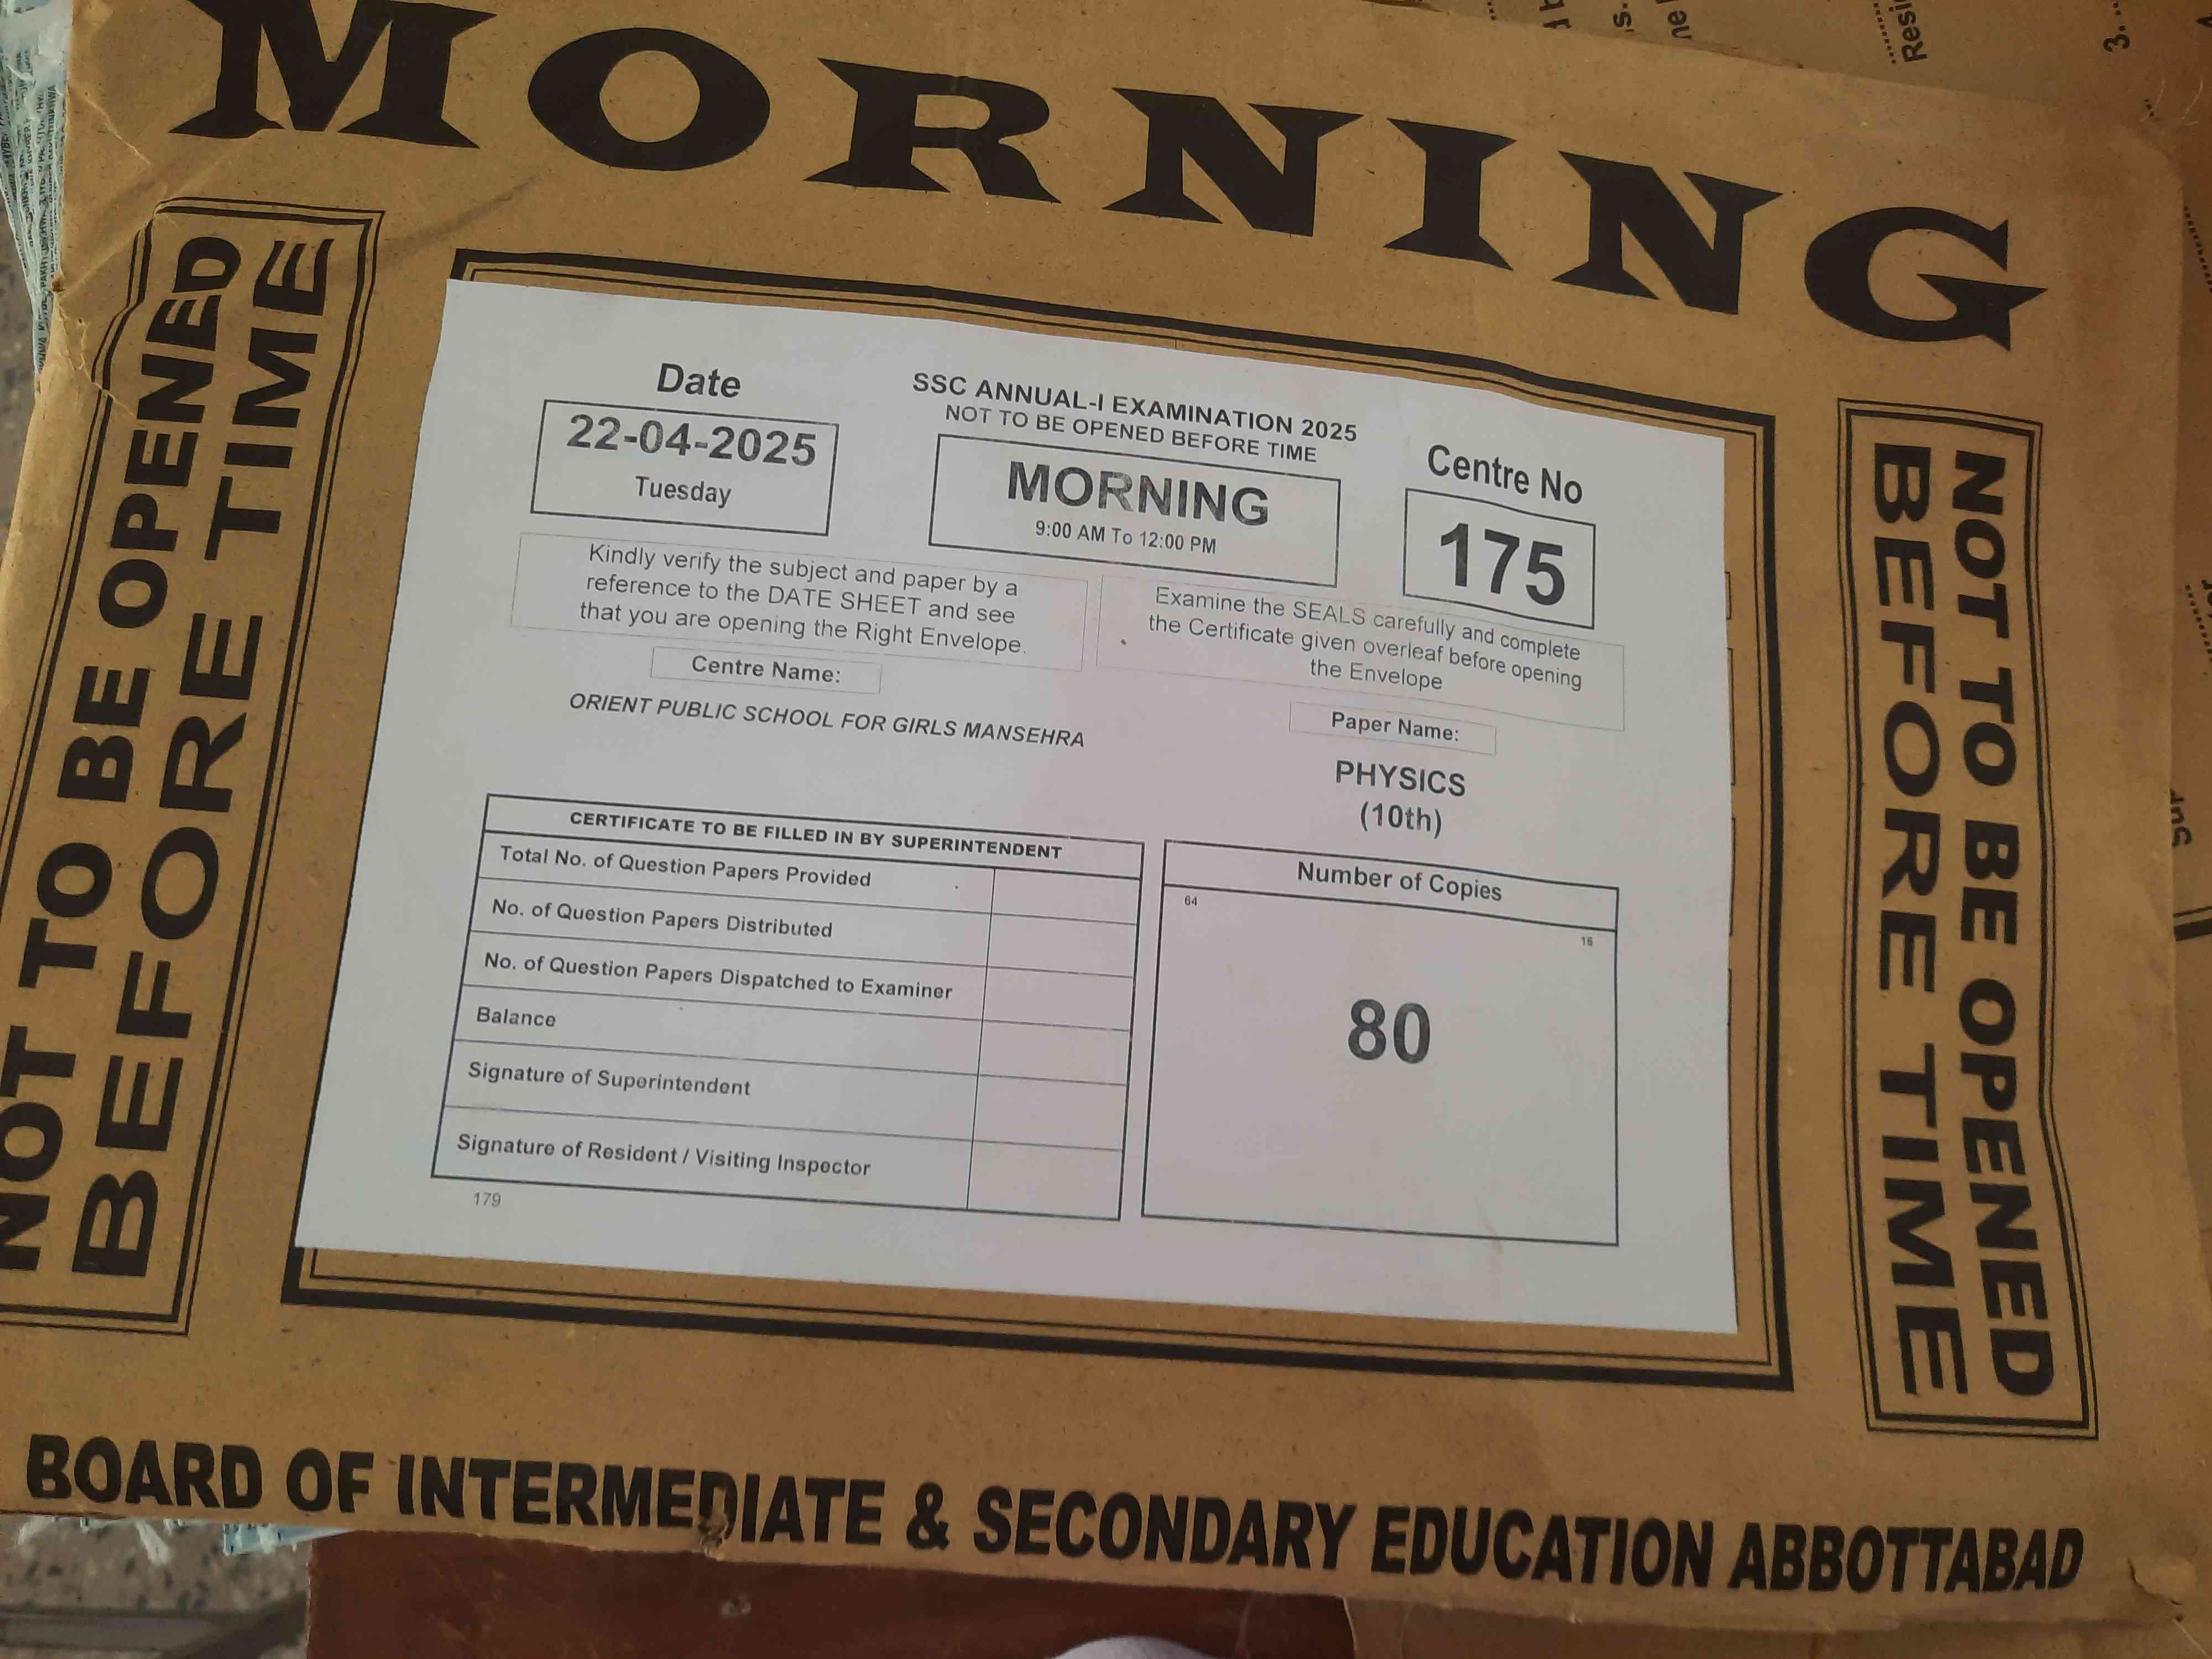 MORNING
NOT TO BE OPENED
BEFORE TIME
Date
22-04-2025
Tuesday
SSC ANNUAL-I EXAMINATION 2025
NOT TO BE OPENED BEFORE TIME
MORNING
9:00 AM To 12:00 PM
Centre No
175
Kindly verify the subject and paper by a
reference to the DATE SHEET and see
that you are opening the Right Envelope.
Examine the SEALS carefully and complete
the Certificate given overleaf before opening
the Envelope
Centre Name:
ORIENT PUBLIC SCHOOL FOR GIRLS MANSEHRA
Paper Name:
PHYSICS
(10th)
CERTIFICATE TO BE FILLED IN BY SUPERINTENDENT
Total No. of Question Papers Provided
No. of Question Papers Distributed
No. of Question Papers Dispatched to Examiner
Balance
Signature of Superintendent
Signature of Resident / Visiting Inspector
179
Number of Copies
64
16
80
NOT TO BE OPENED
BEFORE TIME
BOARD OF INTERMEDIATE & SECONDARY EDUCATION ABBOTTABAD